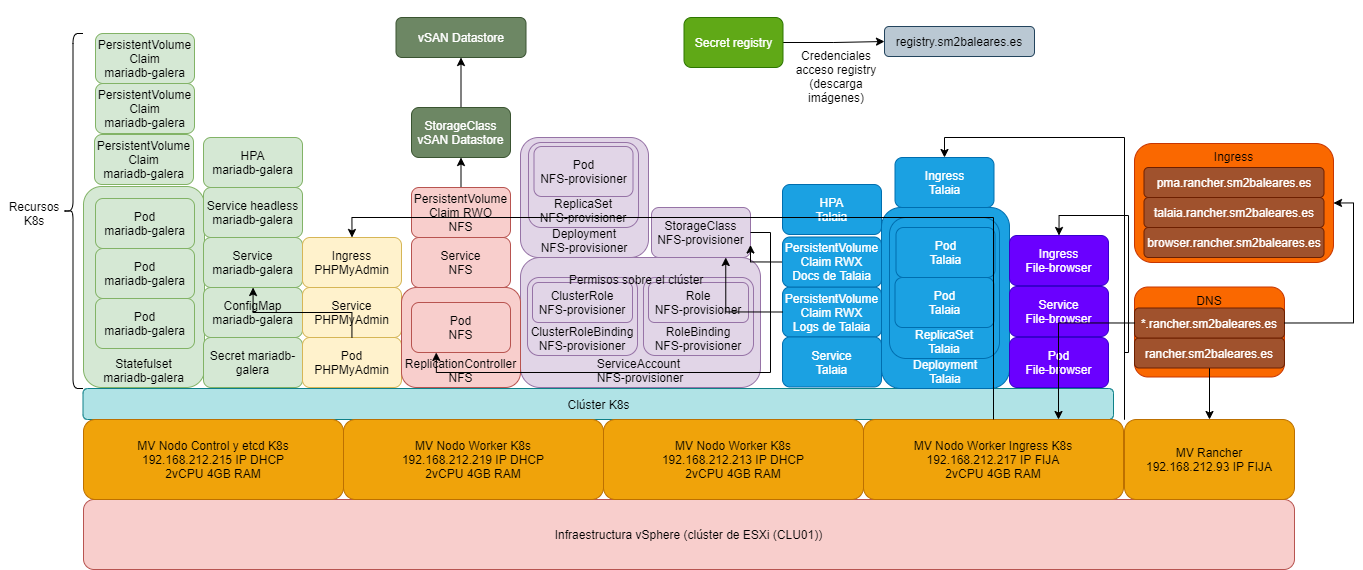 Recursos
K8s
PersistentVolume
Claim
mariadb-galera
PersistentVolume
Claim
mariadb-galera
PersistentVolume
Claim
mariadb-galera
Pod
mariadb-galera
Pod
mariadb-galera
Pod
mariadb-galera
Statefulset
mariadb-galera
HPA
mariadb-galera
Service headless
mariadb-galera
Service
mariadb-galera
ConfigMap
mariadb-galera
Secret mariadb-
galera
Ingress
PHPMyAdmin
Service
PHPMyAdmin
Pod
PHPMyAdmin
vSAN Datastore
StorageClass
vSAN Datastore
PersistentVolume
Claim RWO
NFS
Service
NFS
Pod
NFS
ReplicationController
NFS
Pod
NFS-provisioner
ReplicaSet
NFS-provisioner
Deployment
NFS-provisioner
StorageClass
NFS-provisioner
Permisos sobre el clúster
ClusterRole
NFS-provisioner
ClusterRoleBinding
NFS-provisioner
Role
NFS-provisioner
RoleBinding
NFS-provisioner
ServiceAccount
NFS-provisioner
Secret registry
Credenciales
acceso registry
(descarga
imágenes)
registry.sm2baleares.es
HPA
Talaia
PersistentVolume
Claim RWX
Docs de Talaia
PersistentVolume
Claim RWX
Logs de Talaia
Service
Talaia
Ingress
Talaia
Pod
Talaia
Pod
Talaia
ReplicaSet
Talaia
Deployment
Talaia
Ingress
File-browser
Service
File-browser
Pod
File-browser
Ingress
pma.rancher.sm2baleares.es
talaia.rancher.sm2baleares.es
browser.rancher.sm2baleares.es
DNS
*.rancher.sm2baleares.es
rancher.sm2baleares.es
Clúster K8s
MV Nodo Control y etcd K8s
192.168.212.215 IP DHCP
2vCPU 4GB RAM
MV Nodo Worker K8s
192.168.212.219 IP DHCP
2vCPU 4GB RAM
MV Nodo Worker K8s
192.168.212.213 IP DHCP
2vCPU 4GB RAM
MV Nodo Worker Ingress K8s
192.168.212.217 IP FIJA
2vCPU 4GB RAM
MV Rancher
192.168.212.93 IP FIJA
Infraestructura vSphere (clúster de ESXi (CLU01))